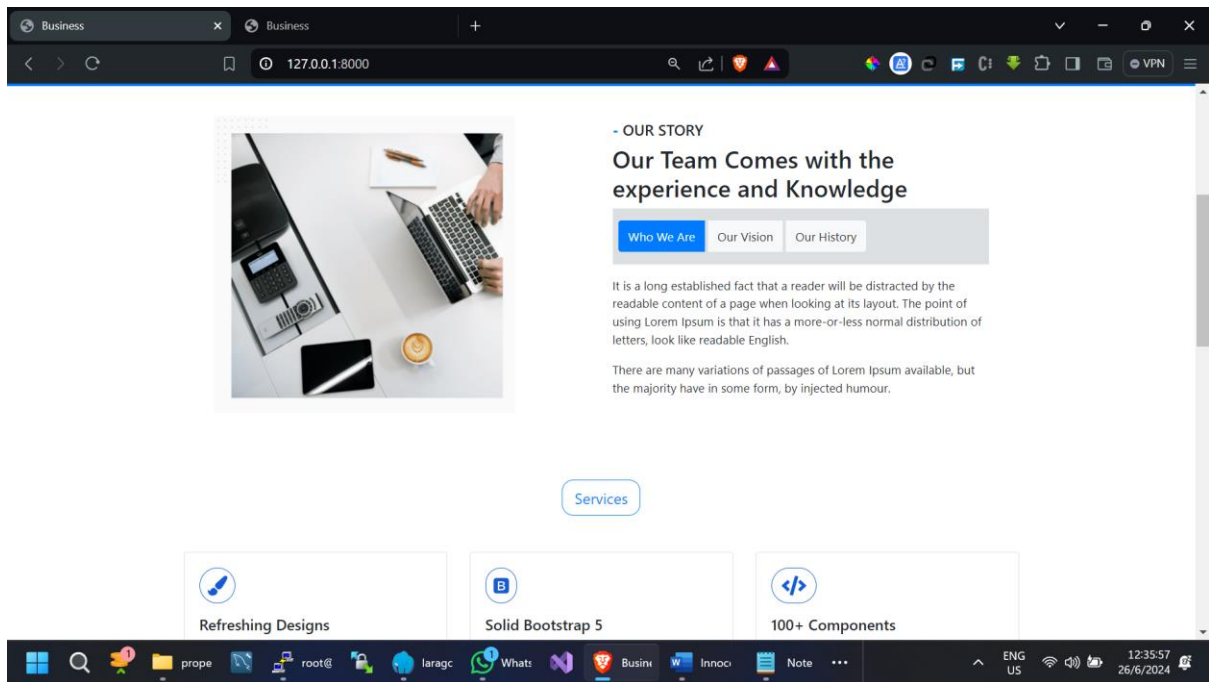 Business
Business
127.0.0.1:8000
VPN
- OUR STORY
Our Team Comes with the
experience and Knowledge
Who We Are
Our Vision
Our History
It is a long established fact that a reader will be distracted by the
readable content of a page when looking at its layout. The point of
using Lorem Ipsum is that it has a more-or-less normal distribution of
letters, look like readable English.
There are many variations of passages of Lorem Ipsum available, but
the majority have in some form, by injected humour.
Services
B
Refreshing Designs
Solid Bootstrap 5
100+ Components
1
prope
root@
laragc
1
Whats
Busin
Innoc
Note
ENG
US
12:35:57
26/6/2024